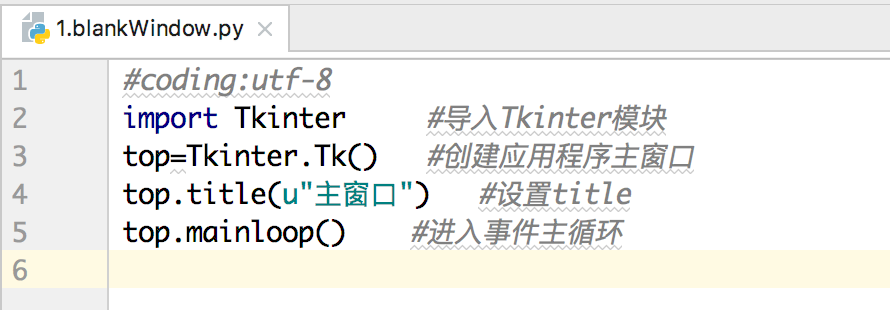 1.blankWindow.py
1 #coding:utf-8
2 import Tkinter #导入Tkinter模块
3 top=Tkinter.Tk() #创建应用程序主窗口
4 top.title(u"主窗口") #设置title
5 top.mainloop() #进入事件主循环
6